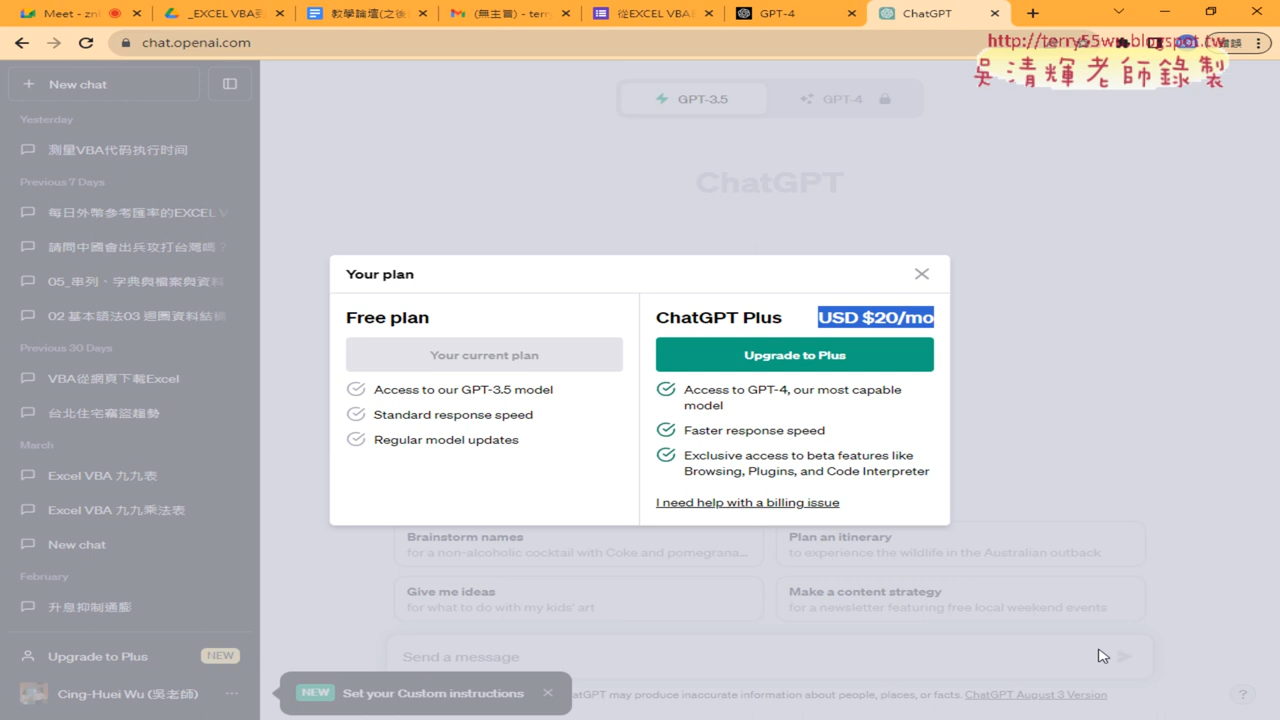 Meet - znl
_EXCEL VBA到
教學論壇(之後
(無主旨) - terr
從EXCEL VBA
GPT-4
ChatGPT
chat.openai.com
http://terry55wu.blogspot.tw
吳清輝老師錄製
New chat
GPT-3.5
GPT-4
Yesterday
测量VBA代码执行时间
Previous 7 Days
每日外幣參考匯率的EXCEL V
請問中國會出兵攻打台灣嗎？
05_串列、字典與檔案與資料
02 基本語法03 迴圈資料結構
Previous 30 Days
VBA從網頁下載Excel
台北住宅竊盜趨勢
March
Excel VBA 九九表
Excel VBA 九九乘法表
New chat
February
升息抑制通膨
Upgrade to Plus
NEW
Cing-Huei Wu (吳老師)
ChatGPT
Your plan
Free plan
Your current plan
Access to our GPT-3.5 model
Standard response speed
Regular model updates
ChatGPT Plus
USD $20/mo
Upgrade to Plus
Access to GPT-4, our most capable
model
Faster response speed
Exclusive access to beta features like
Browsing, Plugins, and Code Interpreter
I need help with a billing issue
Brainstorm names
for a non-alcoholic cocktail with Coke and pomegrana...
Plan an itinerary
to experience the wildlife in the Australian outback
Give me ideas
for what to do with my kids' art
Make a content strategy
for a newsletter featuring free local weekend events
Send a message
NEW Set your Custom instructions
atGPT may produce inaccurate information about people, places, or facts. ChatGPT August 3 Version
?